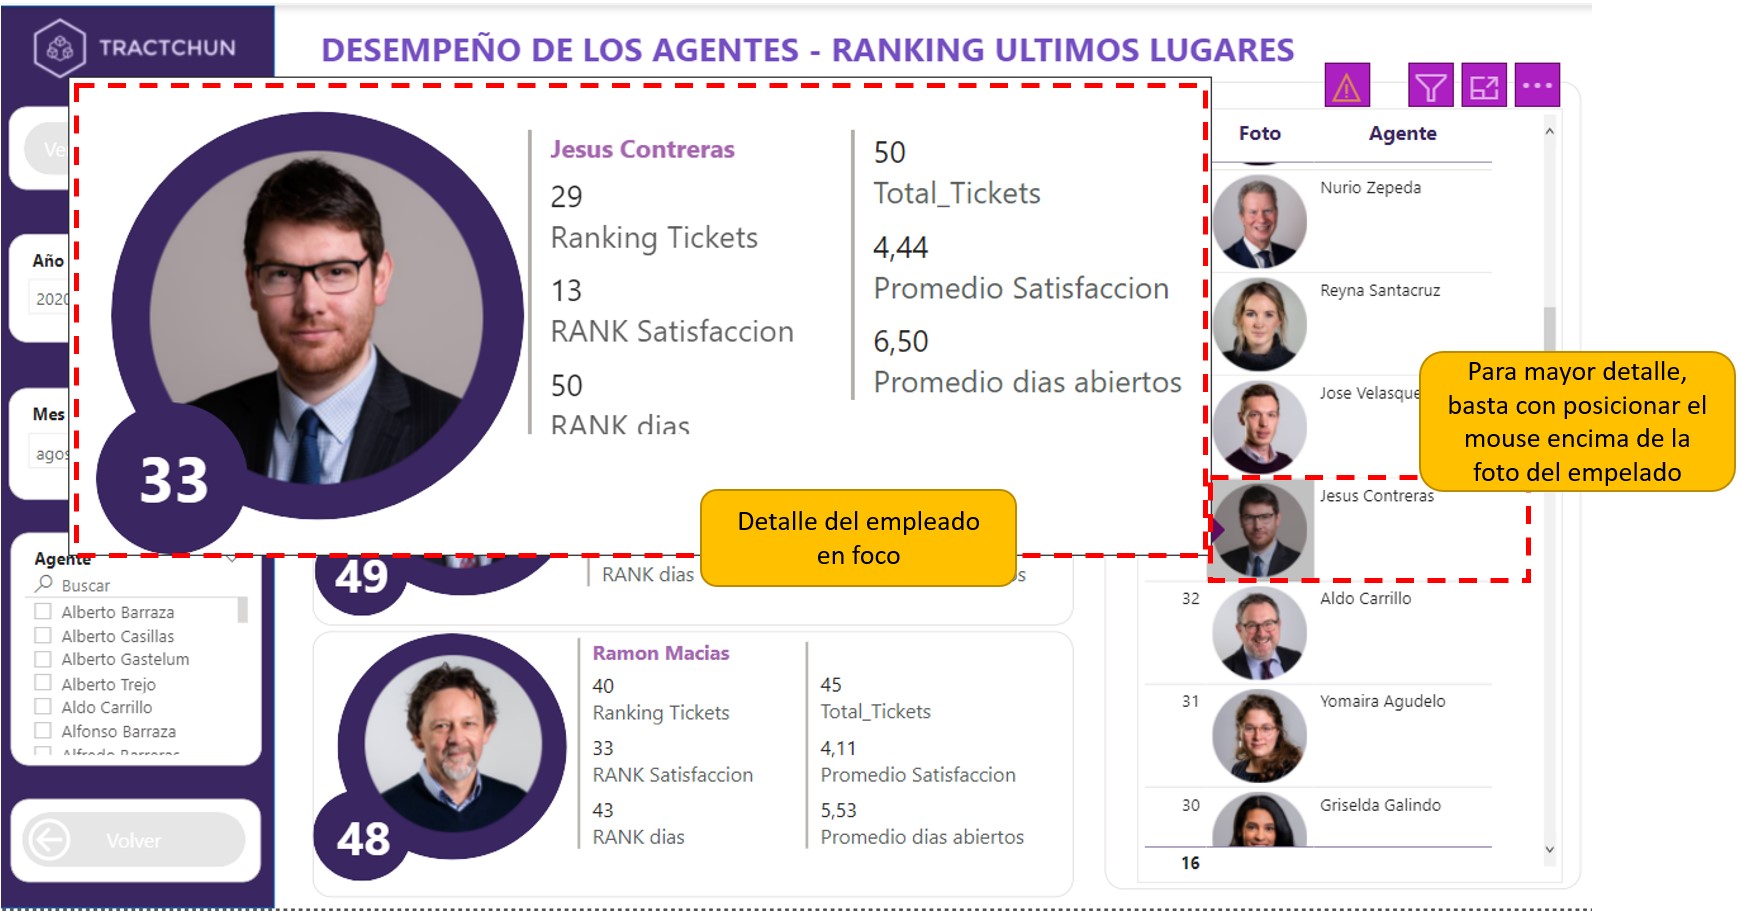 TRACTCHUN
DESEMPEÑO DE LOS AGENTES - RANKING ULTIMOS LUGARES
Año
2020
Mes
Agente
Buscar
Alberto Barraza
Alberto Casillas
Alberto Gastelum
Alberto Trejo
Aldo Carrillo
Alfonso Barraza
Alfredo Barreras
Volver
33
Jesus Contreras
29
Ranking Tickets
13
RANK Satisfaccion
50
RANK dias
50
Total_Tickets
4,44
Promedio Satisfaccion
6,50
Promedio dias abiertos
Detalle del empleado
en foco
49
RANK dias
48
Ramon Macias
40
Ranking Tickets
33
RANK Satisfaccion
43
RANK dias
45
Total_Tickets
4,11
Promedio Satisfaccion
5,53
Promedio dias abiertos
Foto Agente
Nurio Zepeda
Reyna Santacruz
Jose Velasque
Jesus Contreras
32 Aldo Carrillo
31 Yomaira Agudelo
30 Griselda Galindo
16
Para mayor detalle,
basta con posicionar el
mouse encima de la
foto del empelado